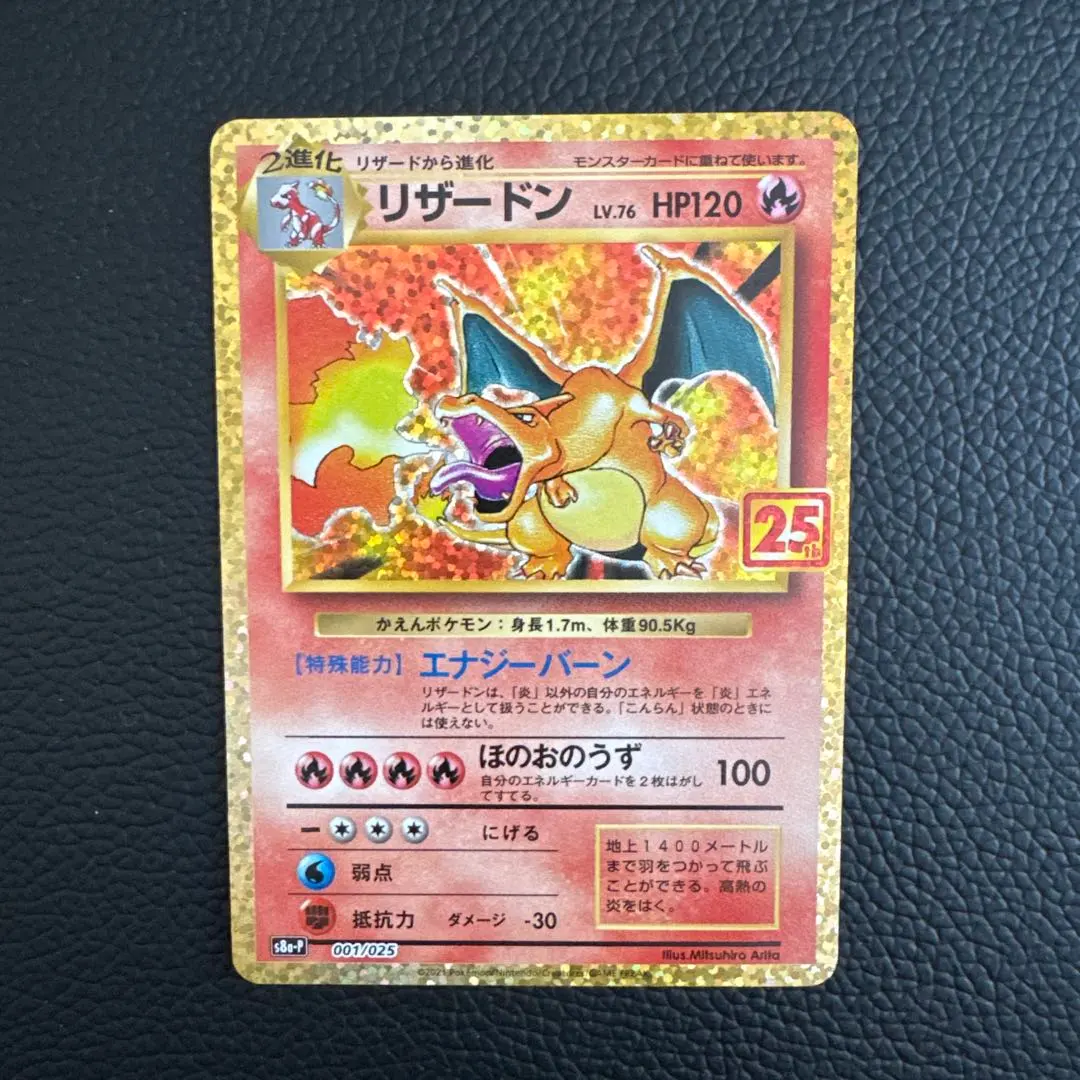 2進化 リザードから進化 モンスターカードに重ねて使います。
リザードン LV.76 HP120
25th
かえんポケモン：身長1.7m、体重90.5Kg
【特殊能力】 エナジーバーン
リザードンは、「炎」以外の自分のエネルギーを「炎」エネ
ルギーとして扱うことができる。「こんらん」状態のときに
は使えない。
ほのおのうず 100
自分のエネルギーカードを2枚はがし
てすてる。
にげる
弱点
抵抗力 ダメージ -30
地上1400メートル
まで羽をつかって飛ぶ
ことができる。高熱の
炎をはく。
s8a-P 001/025 Illus.Mitsuhiro Arita
©2021 Pokémon/Nintendo/Creatures/GAME FREAK